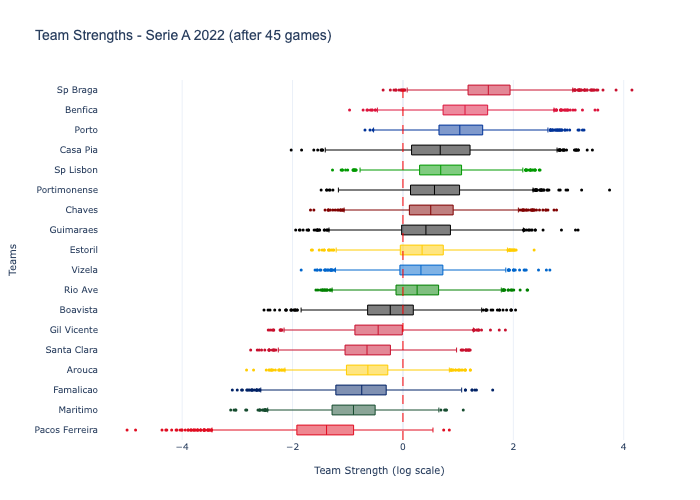 Team Strengths - Serie A 2022 (after 45 games)
Sp Braga
Benfica
Porto
Casa Pia
Sp Lisbon
Portimonense
Chaves
Guimaraes
Estoril
Vizela
Rio Ave
Boavista
Gil Vicente
Santa Clara
Arouca
Famalicao
Maritimo
Pacos Ferreira
Teams
−4 −2 0 2 4
Team Strength (log scale)